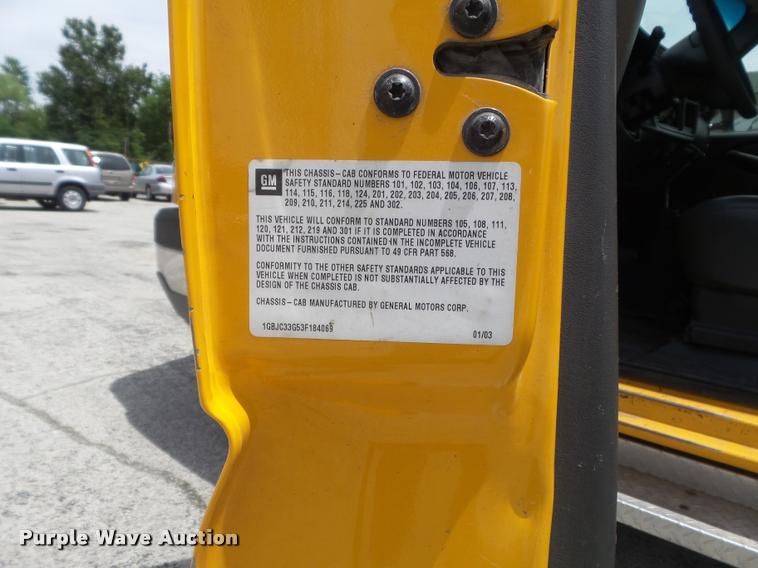 GM
THIS CHASSIS-CAB CONFORMS TO FEDERAL MOTOR VEHICLE
SAFETY STANDARD NUMBERS 101, 102, 103, 104, 106, 107, 113,
114, 115, 116, 118, 124, 201, 202, 203, 204, 205, 206, 207, 208,
209, 210, 211, 214, 225 AND 302.
THIS VEHICLE WILL CONFORM TO STANDARD NUMBERS 105, 108, 111,
120, 121, 212, 219 AND 301 IF IT IS COMPLETED IN ACCORDANCE
WITH THE INSTRUCTIONS CONTAINED IN THE INCOMPLETE VEHICLE
DOCUMENT FURNISHED PURSUANT TO 49 CFR PART 568.
CONFORMITY TO THE OTHER SAFETY STANDARDS APPLICABLE TO THIS
VEHICLE WHEN COMPLETED IS NOT SUBSTANTIALLY AFFECTED BY THE
DESIGN OF THE CHASSIS CAB.
CHASSIS-CAB MANUFACTURED BY GENERAL MOTORS CORP.
1GBJC33G53F184069 01/03
Purple Wave Auction